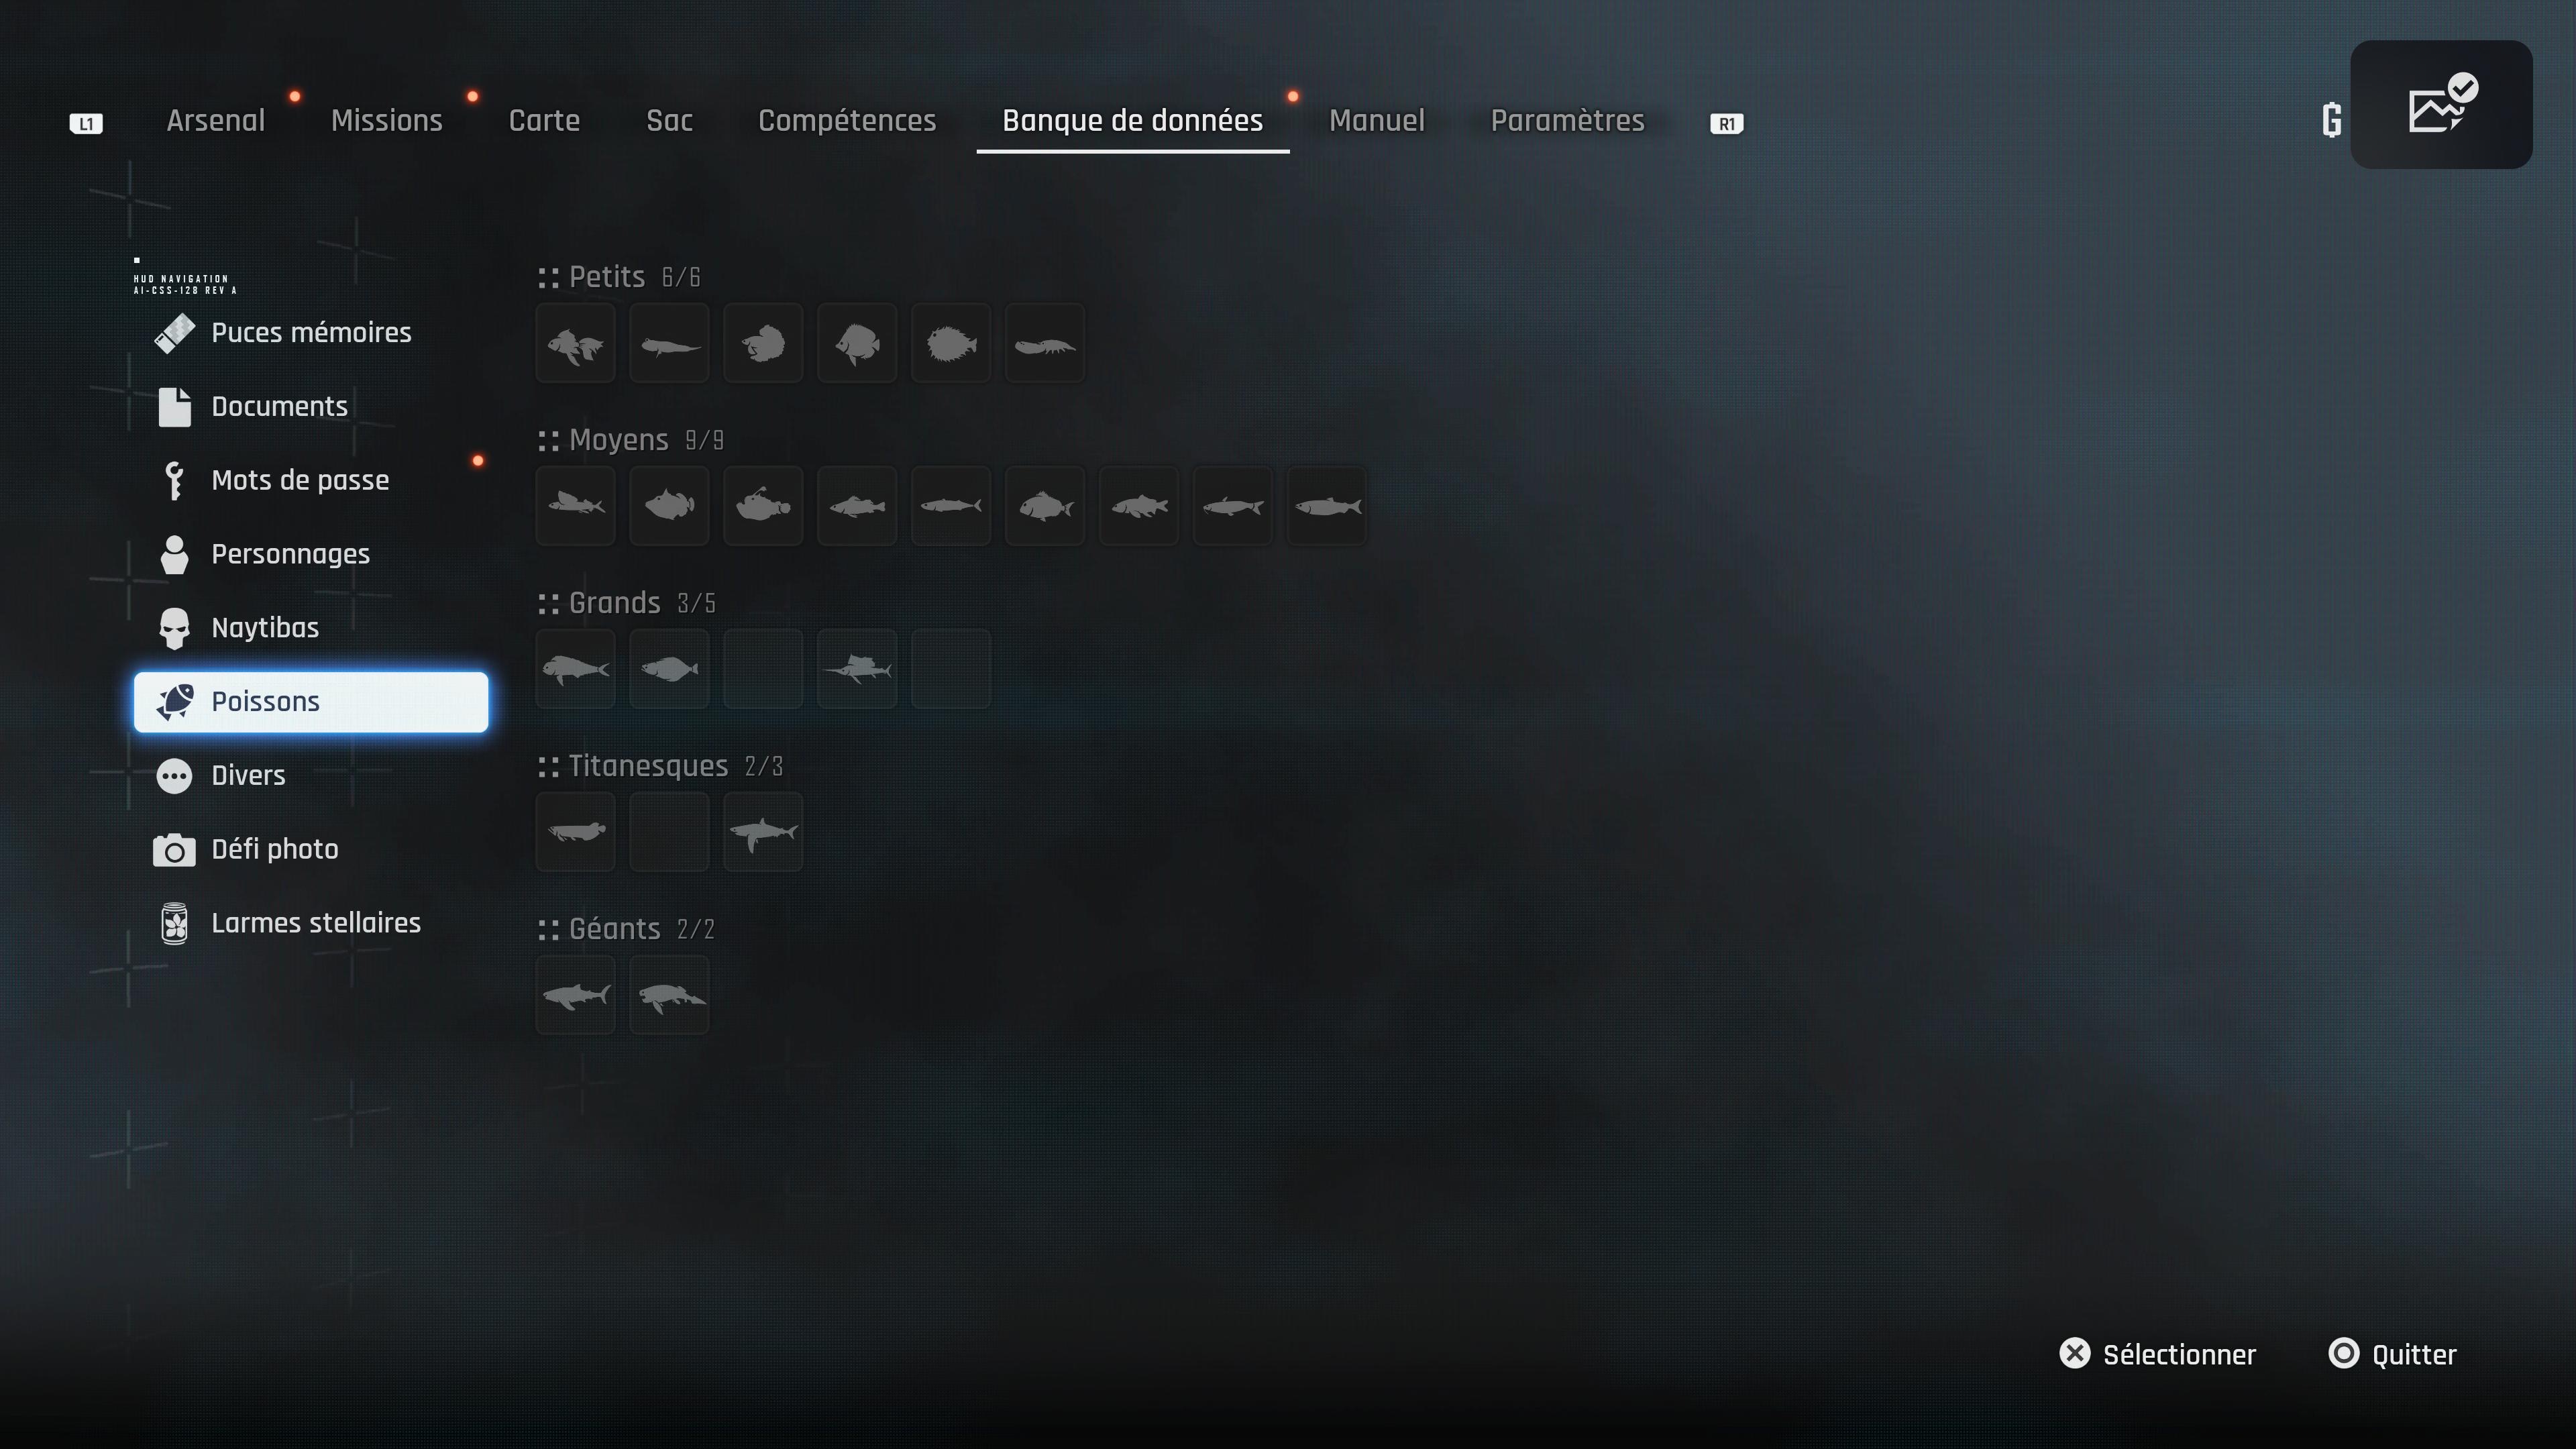 L1 Arsenal Missions Carte Sac Compétences Banque de données Manuel Paramètres R1 G
HUD NAVIGATION
AI-CSS-128 REV A
Puces mémoires
Documents
Mots de passe
Personnages
Naytibas
Poissons
Divers
Défi photo
Larmes stellaires
Petits 6/6
Moyens 9/9
Grands 3/5
Titanesques 2/3
Géants 2/2
Sélectionner Quitter